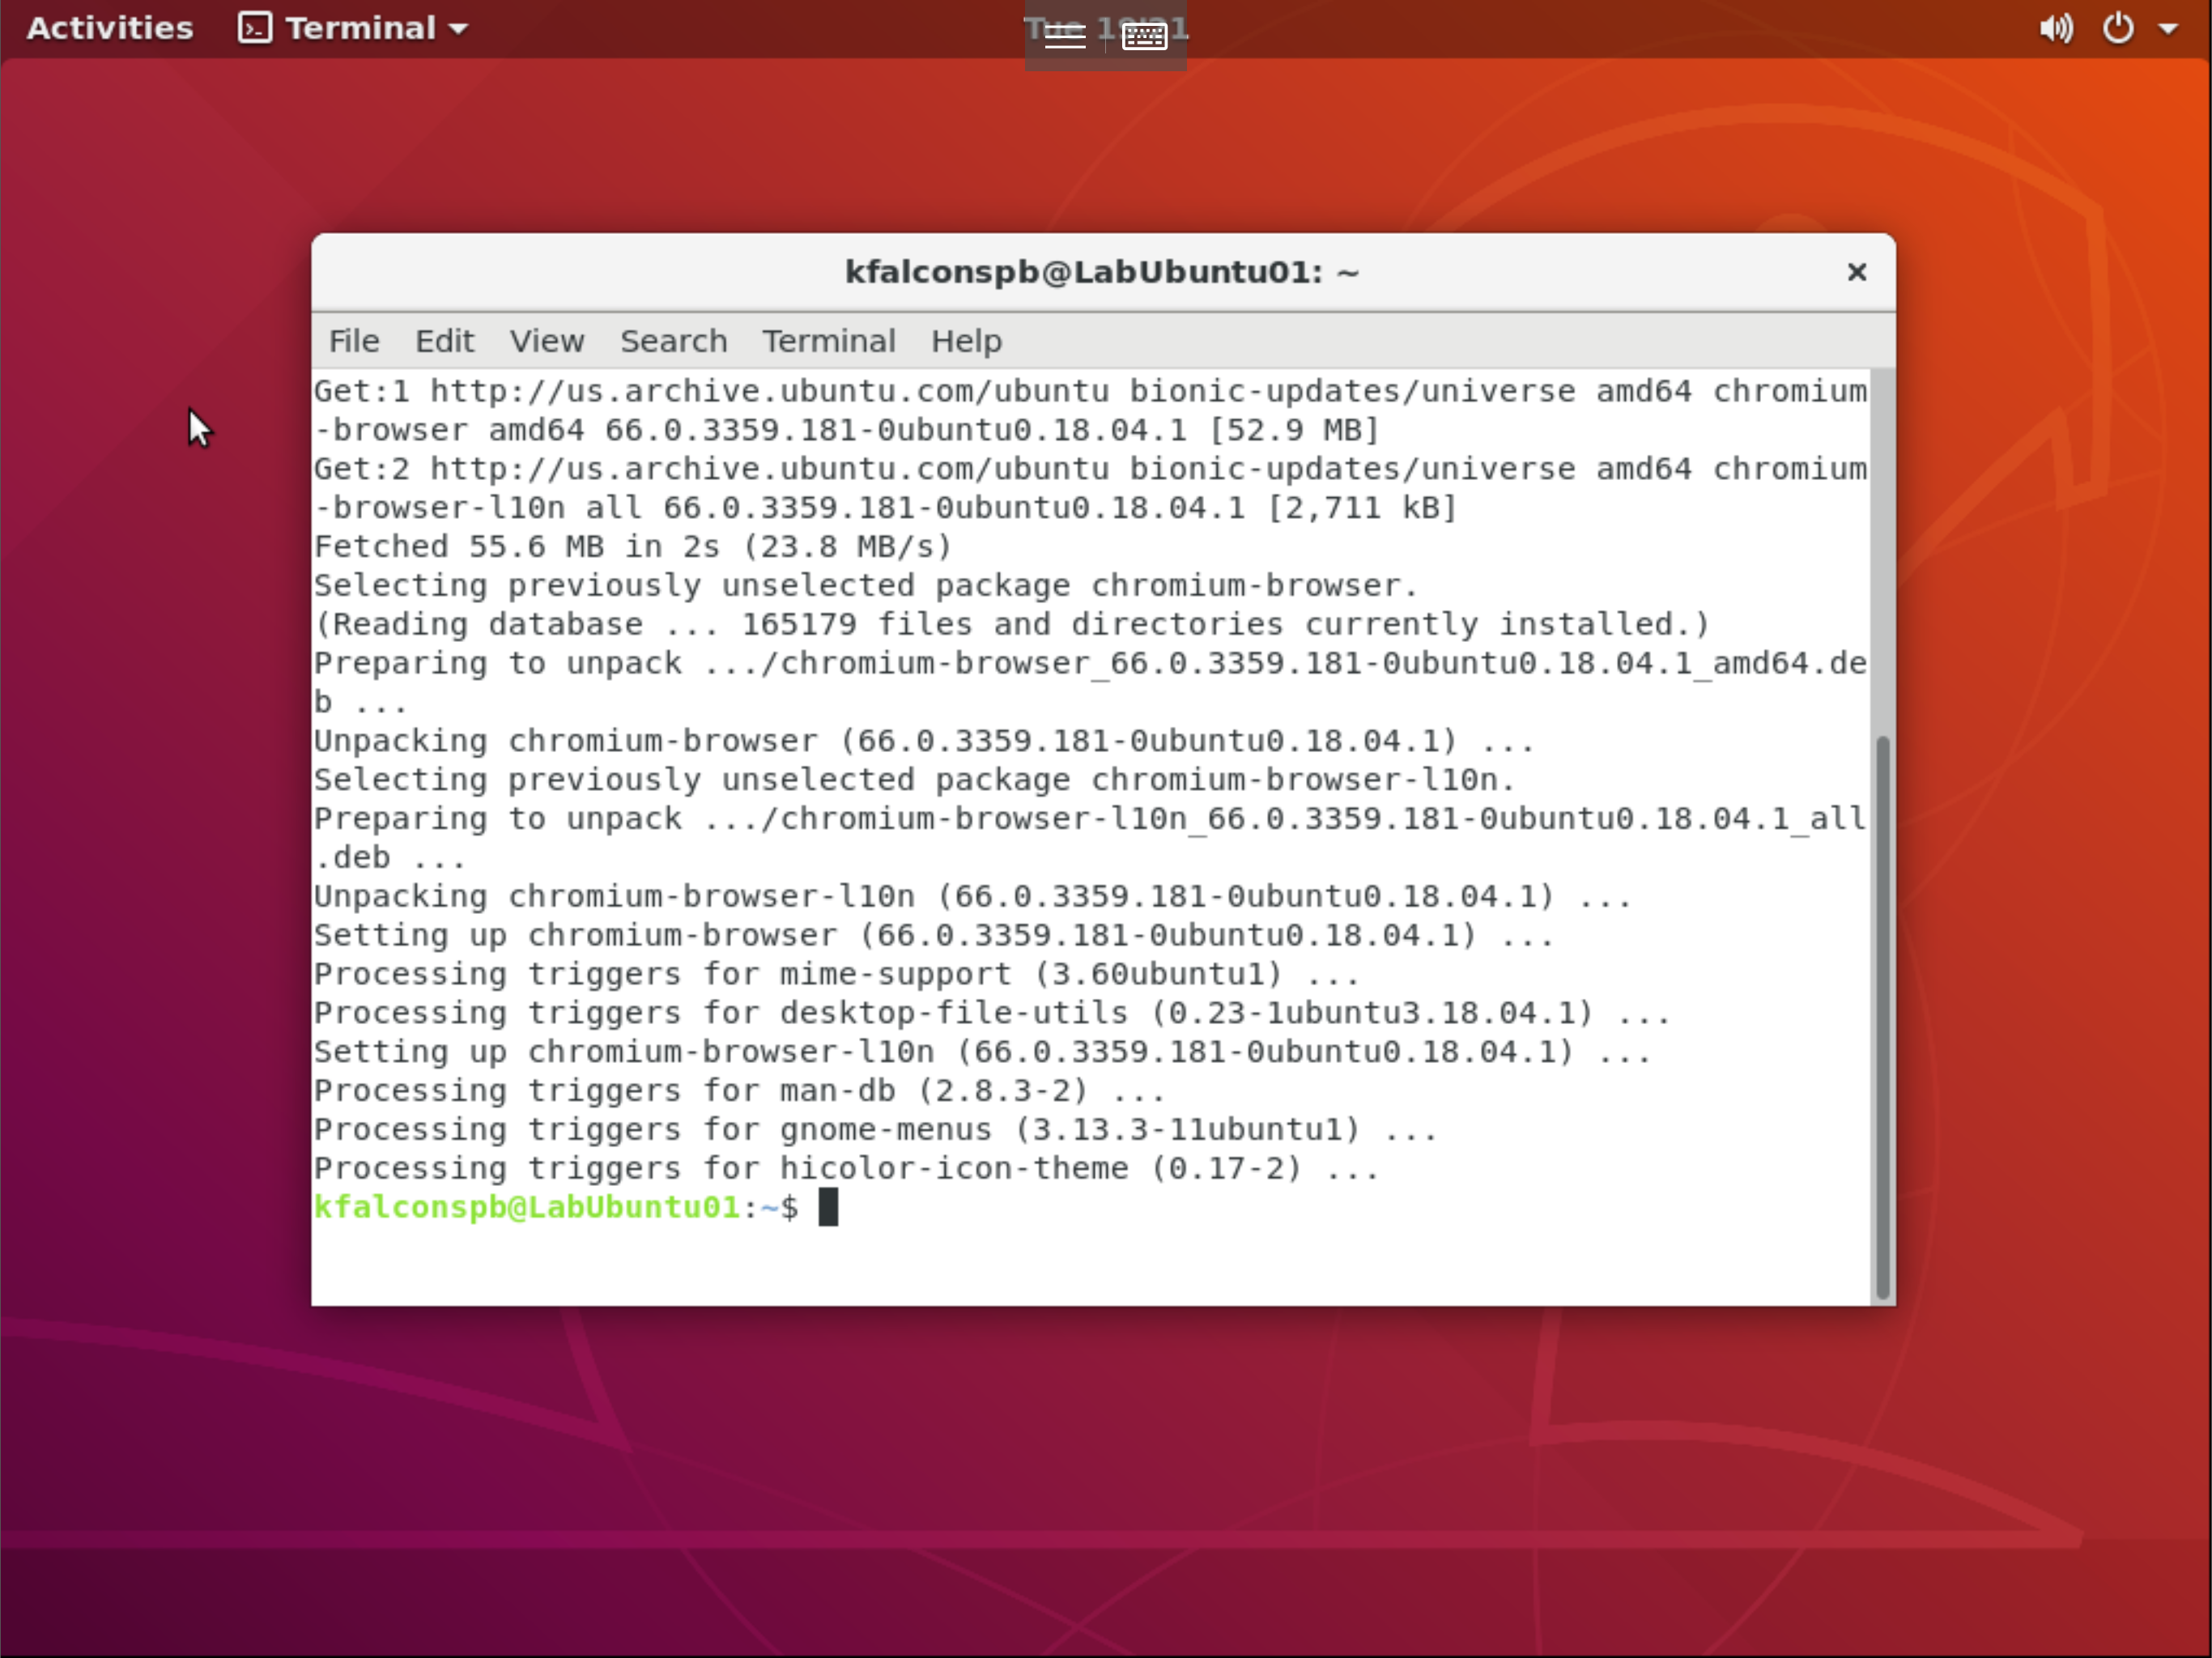 Activities Terminal
kfalconspb@LabUbuntu01: ~
File Edit View Search Terminal Help
Get:1 http://us.archive.ubuntu.com/ubuntu bionic-updates/universe amd64 chromium
-browser amd64 66.0.3359.181-0ubuntu0.18.04.1 [52.9 MB]
Get:2 http://us.archive.ubuntu.com/ubuntu bionic-updates/universe amd64 chromium
-browser-l10n all 66.0.3359.181-0ubuntu0.18.04.1 [2,711 kB]
Fetched 55.6 MB in 2s (23.8 MB/s)
Selecting previously unselected package chromium-browser.
(Reading database ... 165179 files and directories currently installed.)
Preparing to unpack .../chromium-browser_66.0.3359.181-0ubuntu0.18.04.1_amd64.de
b ...
Unpacking chromium-browser (66.0.3359.181-0ubuntu0.18.04.1) ...
Selecting previously unselected package chromium-browser-l10n.
Preparing to unpack .../chromium-browser-l10n_66.0.3359.181-0ubuntu0.18.04.1_all
.deb ...
Unpacking chromium-browser-l10n (66.0.3359.181-0ubuntu0.18.04.1) ...
Setting up chromium-browser (66.0.3359.181-0ubuntu0.18.04.1) ...
Processing triggers for mime-support (3.60ubuntu1) ...
Processing triggers for desktop-file-utils (0.23-1ubuntu3.18.04.1) ...
Setting up chromium-browser-l10n (66.0.3359.181-0ubuntu0.18.04.1) ...
Processing triggers for man-db (2.8.3-2) ...
Processing triggers for gnome-menus (3.13.3-11ubuntu1) ...
Processing triggers for hicolor-icon-theme (0.17-2) ...
kfalconspb@LabUbuntu01:~$